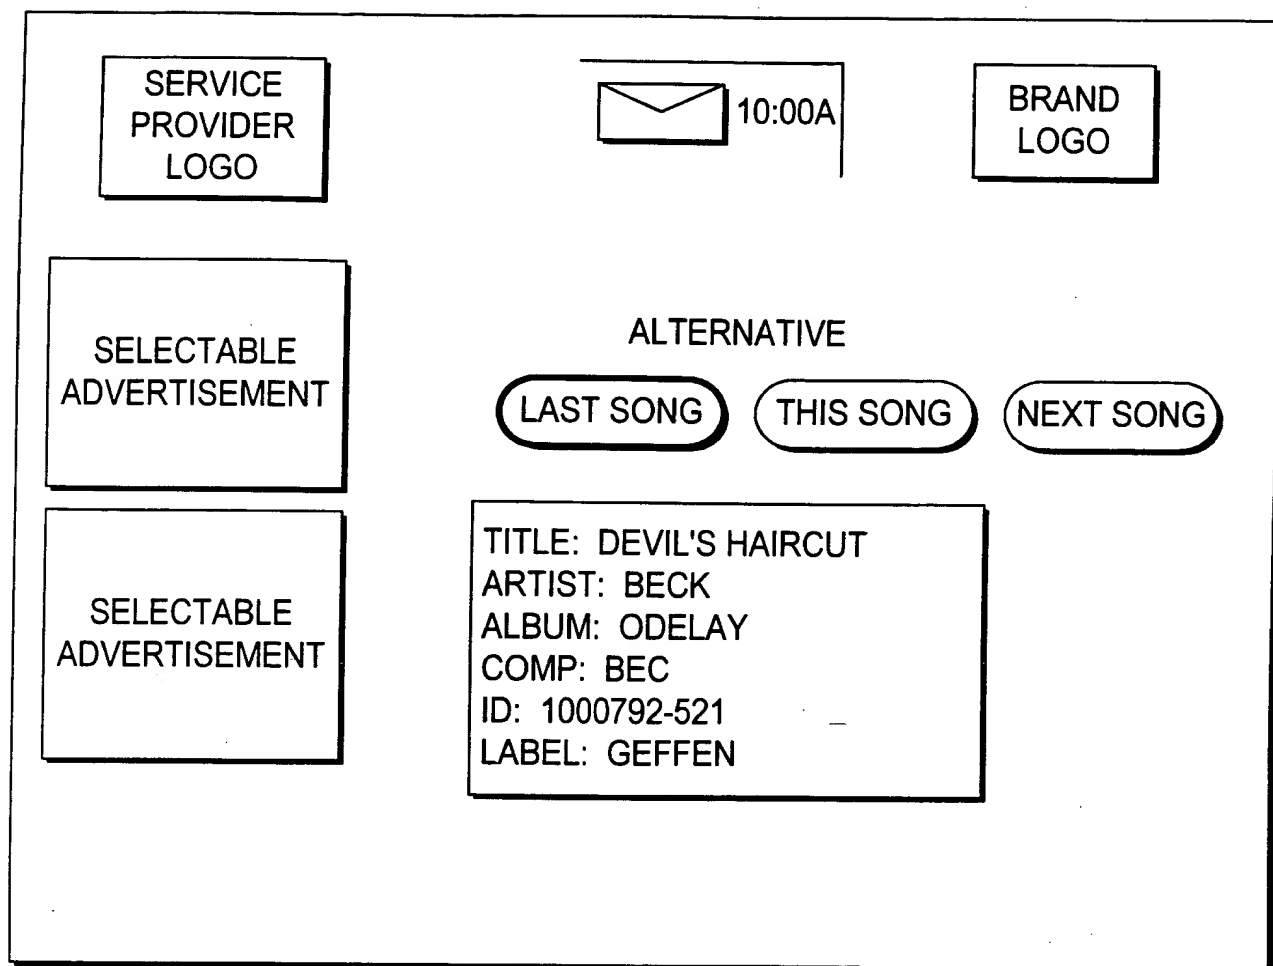 SERVICE
PROVIDER
LOGO
10:00A
BRAND
LOGO
SELECTABLE
ADVERTISEMENT
ALTERNATIVE
LAST SONG
THIS SONG
NEXT SONG
SELECTABLE
ADVERTISEMENT
TITLE: DEVIL'S HAIRCUT
ARTIST: BECK
ALBUM: ODELAY
COMP: BEC
ID: 1000792-521
LABEL: GEFFEN